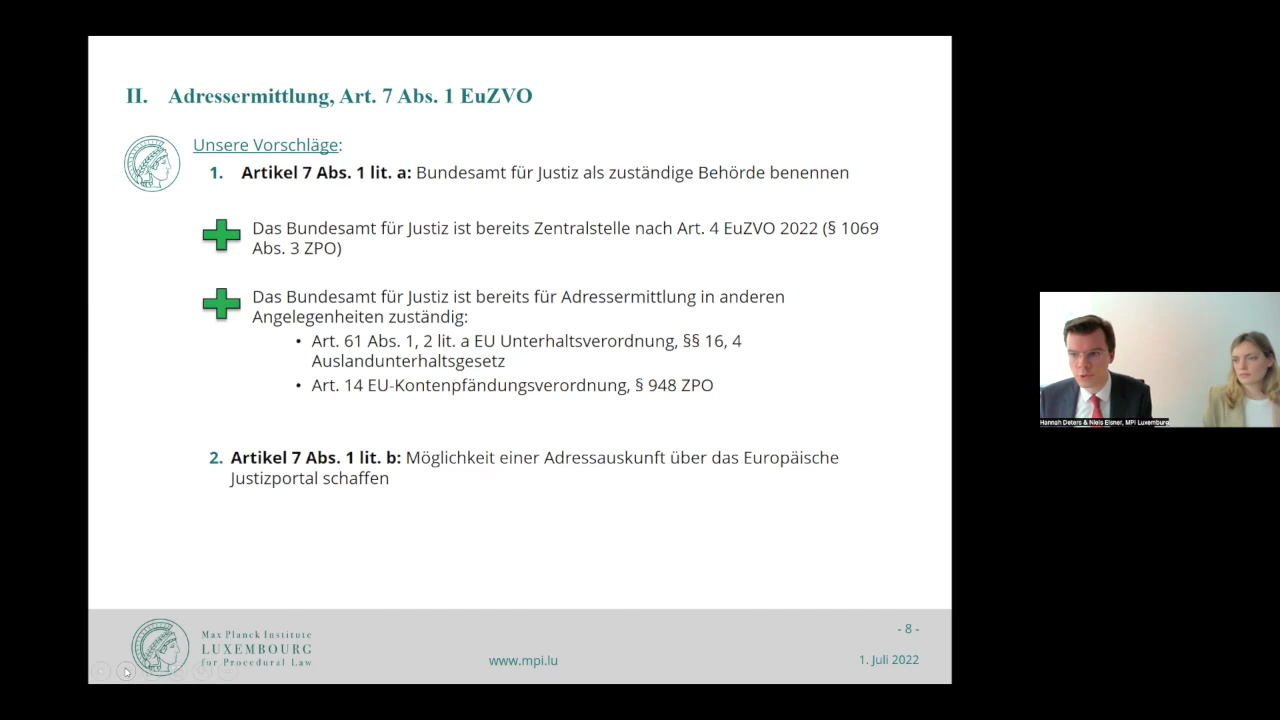 II. Adressermittlung, Art. 7 Abs. 1 EuZVO
Unsere Vorschläge:
1. Artikel 7 Abs. 1 lit. a: Bundesamt für Justiz als zuständige Behörde benennen
Das Bundesamt für Justiz ist bereits Zentralstelle nach Art. 4 EuZVO 2022 (§ 1069
Abs. 3 ZPO)
Das Bundesamt für Justiz ist bereits für Adressermittlung in anderen
Angelegenheiten zuständig:
• Art. 61 Abs. 1, 2 lit. a EU Unterhaltsverordnung, §§ 16, 4
Auslandunterhaltsgesetz
• Art. 14 EU-Kontenpfändungsverordnung, § 948 ZPO
2. Artikel 7 Abs. 1 lit. b: Möglichkeit einer Adressauskunft über das Europäische
Justizportal schaffen
Hannah Deters & Niels Elsner, MPI Luxemburg
Max Planck Institute
LUXEMBOURG
for Procedural Law
www.mpi.lu
- 8 -
1. Juli 2022